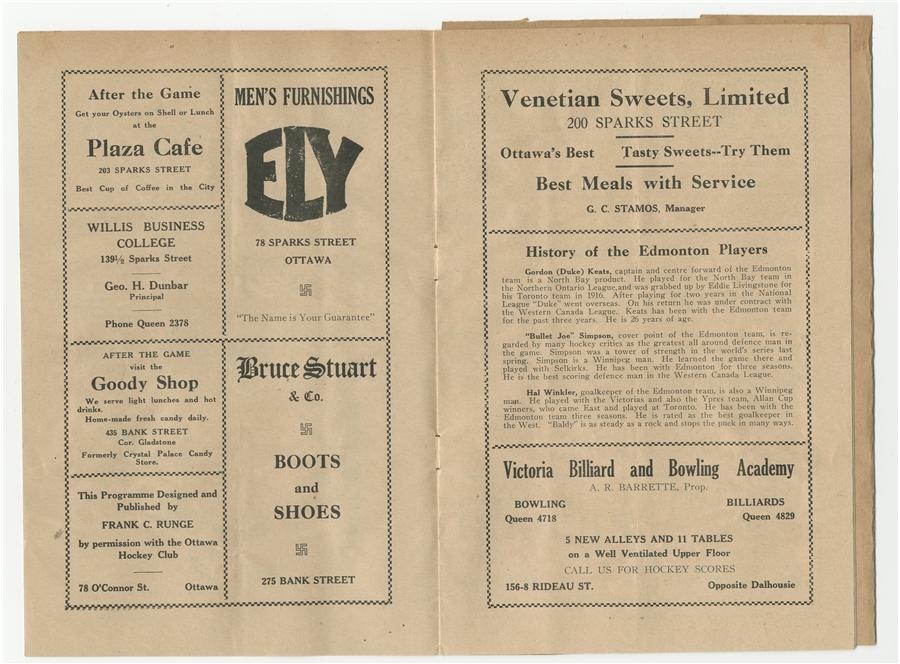 After the Game
Get your Oysters on Shell or Lunch
at the
Plaza Cafe
203 SPARKS STREET
Best Cup of Coffee in the City
WILLIS BUSINESS
COLLEGE
139½ Sparks Street
Geo. H. Dunbar
Principal
Phone Queen 2378
AFTER THE GAME
visit the
Goody Shop
We serve light lunches and hot
drinks.
Home-made fresh candy daily.
435 BANK STREET
Cor. Gladstone
Formerly Crystal Palace Candy
Store.
This Programme Designed and
Published by
FRANK C. RUNGE
by permission with the Ottawa
Hockey Club
78 O'Connor St. Ottawa
MEN'S FURNISHINGS
ELY
78 SPARKS STREET
OTTAWA
"The Name is Your Guarantee"
Bruce Stuart
& Co.
BOOTS
and
SHOES
275 BANK STREET
Venetian Sweets, Limited
200 SPARKS STREET
Ottawa's Best Tasty Sweets--Try Them
Best Meals with Service
G. C. STAMOS, Manager
History of the Edmonton Players
Gordon (Duke) Keats, captain and centre forward of the Edmonton
team is a North Bay product. He played for the North Bay team in
the Northern Ontario League,and was grabbed up by Eddie Livingstone for
his Toronto team in 1916. After playing for two years in the National
League "Duke" went overseas. On his return he was under contract with
the Western Canada League. Keats has been with the Edmonton team
for the past three years. He is 26 years of age.
"Bullet Joe" Simpson, cover point of the Edmonton team, is re-
garded by many hockey critics as the greatest all around defence man in
the game. Simpson was a tower of strength in the world's series last
spring. Simpson is a Winnipeg man. He learned the game there and
played with Selkirks. He has been with Edmonton for three seasons.
He is the best scoring defence man in the Western Canada League.
Hal Winkler, goalkeeper of the Edmonton team, is also a Winnipeg
man. He played with the Victorias and also the Ypres team, Allan Cup
winners, who came East and played at Toronto. He has been with the
Edmonton team three seasons. He is rated as the best goalkeeper in
the West. "Baldy" is as steady as a rock and stops the puck in many ways.
Victoria Billiard and Bowling Academy
A. R. BARRETTE, Prop.
BOWLING BILLIARDS
Queen 4718 Queen 4829
5 NEW ALLEYS AND 11 TABLES
on a Well Ventilated Upper Floor
CALL US FOR HOCKEY SCORES
156-8 RIDEAU ST. Opposite Dalhousie